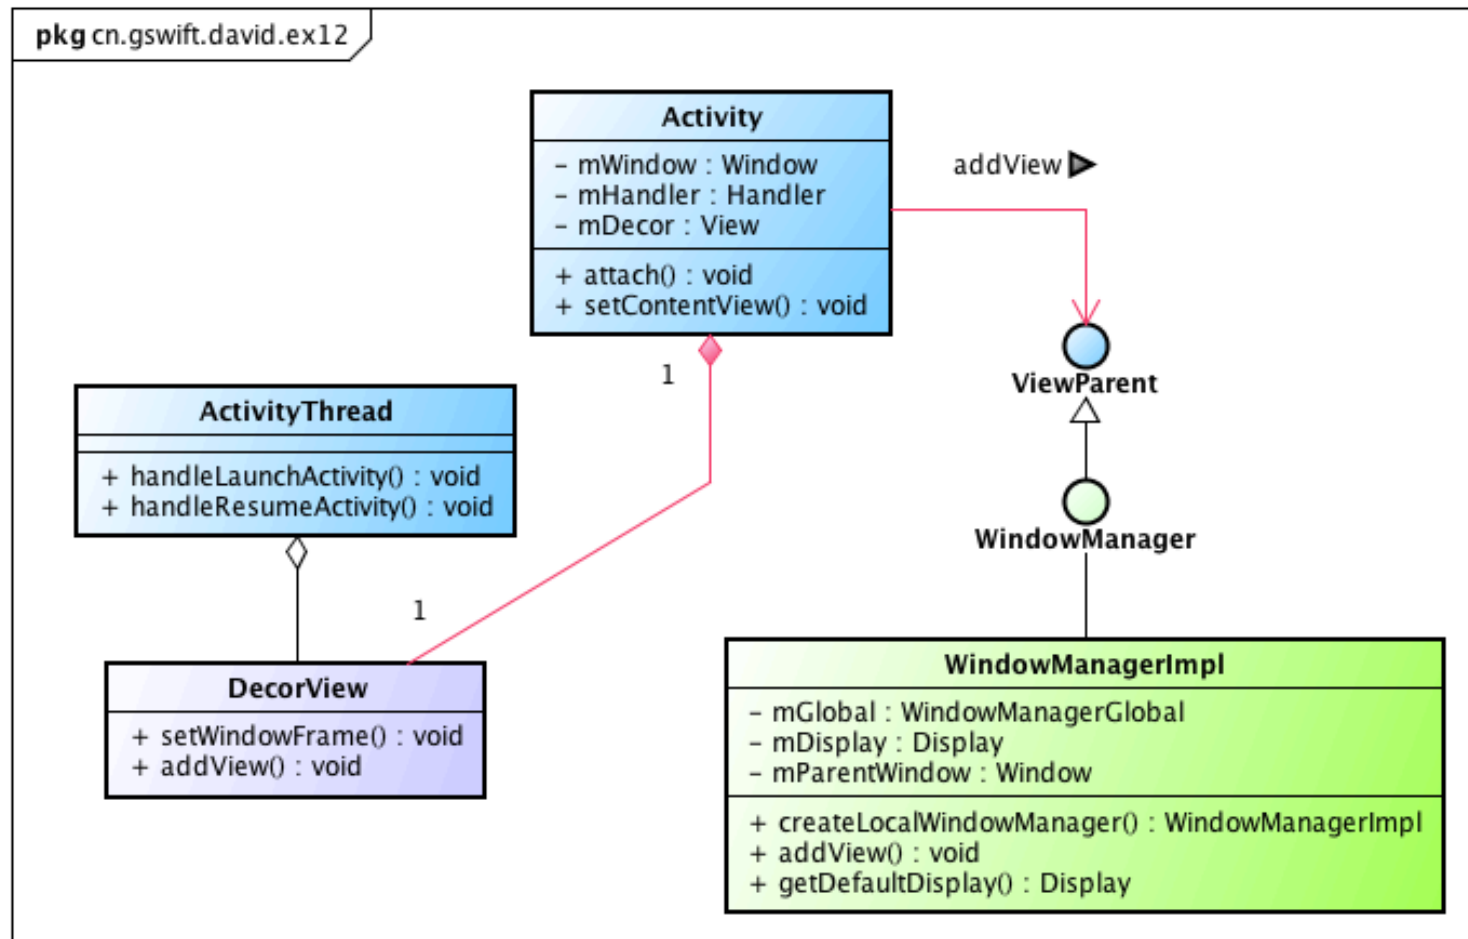 pkg cn.gswift.david.ex12
Activity
- mWindow : Window
- mHandler : Handler
- mDecor : View
+ attach() : void
+ setContentView() : void
addView
ViewParent
WindowManager
1
1
ActivityThread
+ handleLaunchActivity() : void
+ handleResumeActivity() : void
DecorView
+ setWindowFrame() : void
+ addView() : void
WindowManagerImpl
- mGlobal : WindowManagerGlobal
- mDisplay : Display
- mParentWindow : Window
+ createLocalWindowManager() : WindowManagerImpl
+ addView() : void
+ getDefaultDisplay() : Display